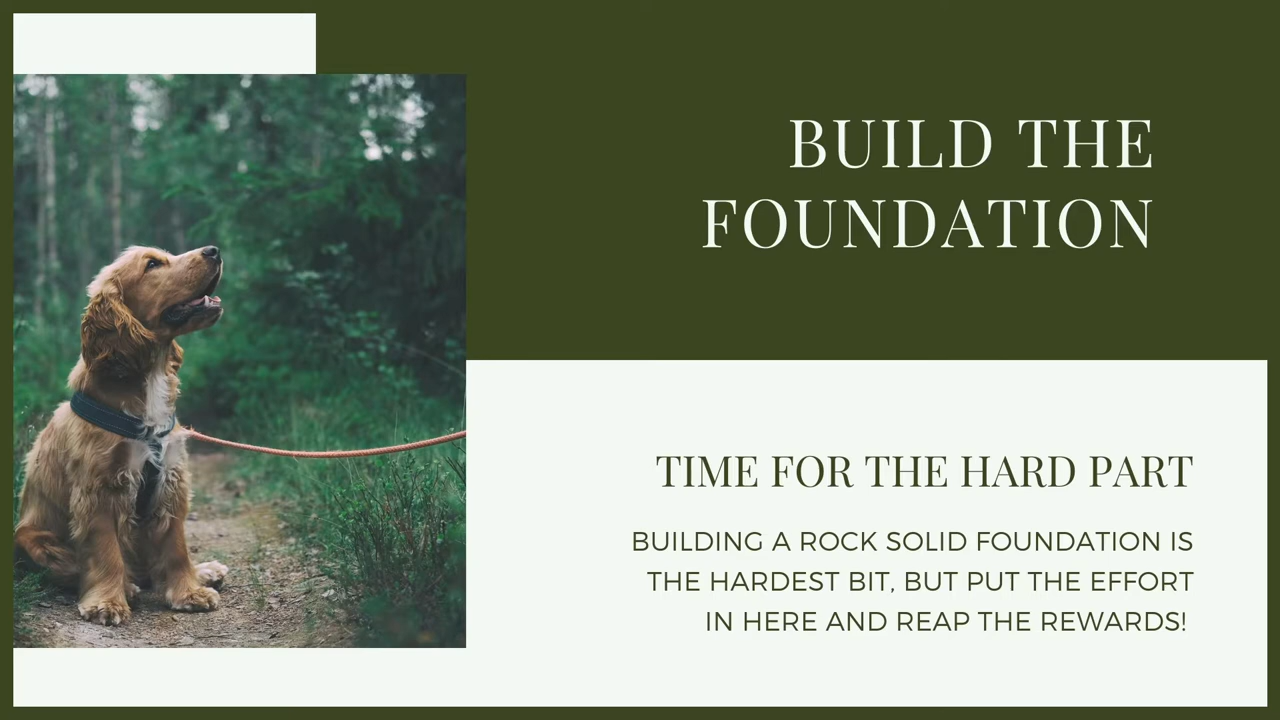 BUILD THE
FOUNDATION
TIME FOR THE HARD PART
BUILDING A ROCK SOLID FOUNDATION IS
THE HARDEST BIT, BUT PUT THE EFFORT
IN HERE AND REAP THE REWARDS!